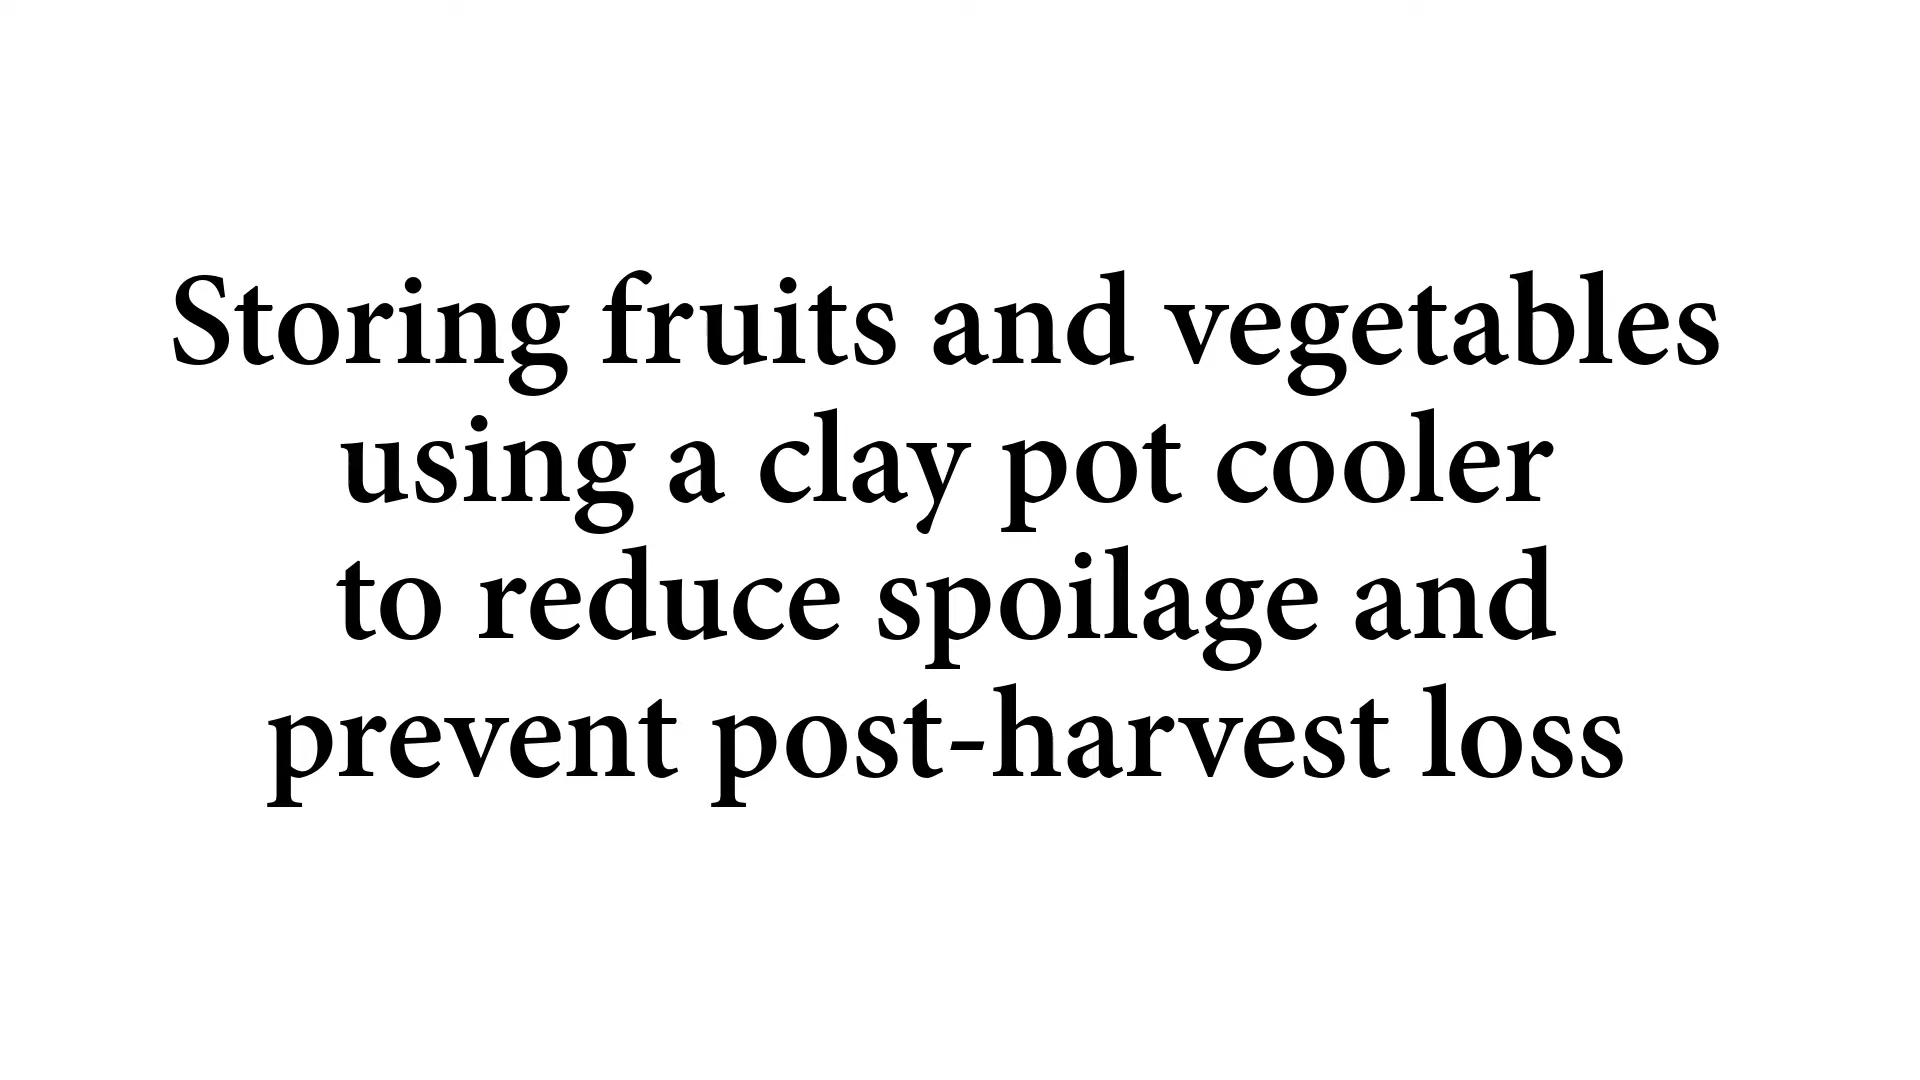 Storing fruits and vegetables
using a clay pot cooler
to reduce spoilage and
prevent post-harvest loss